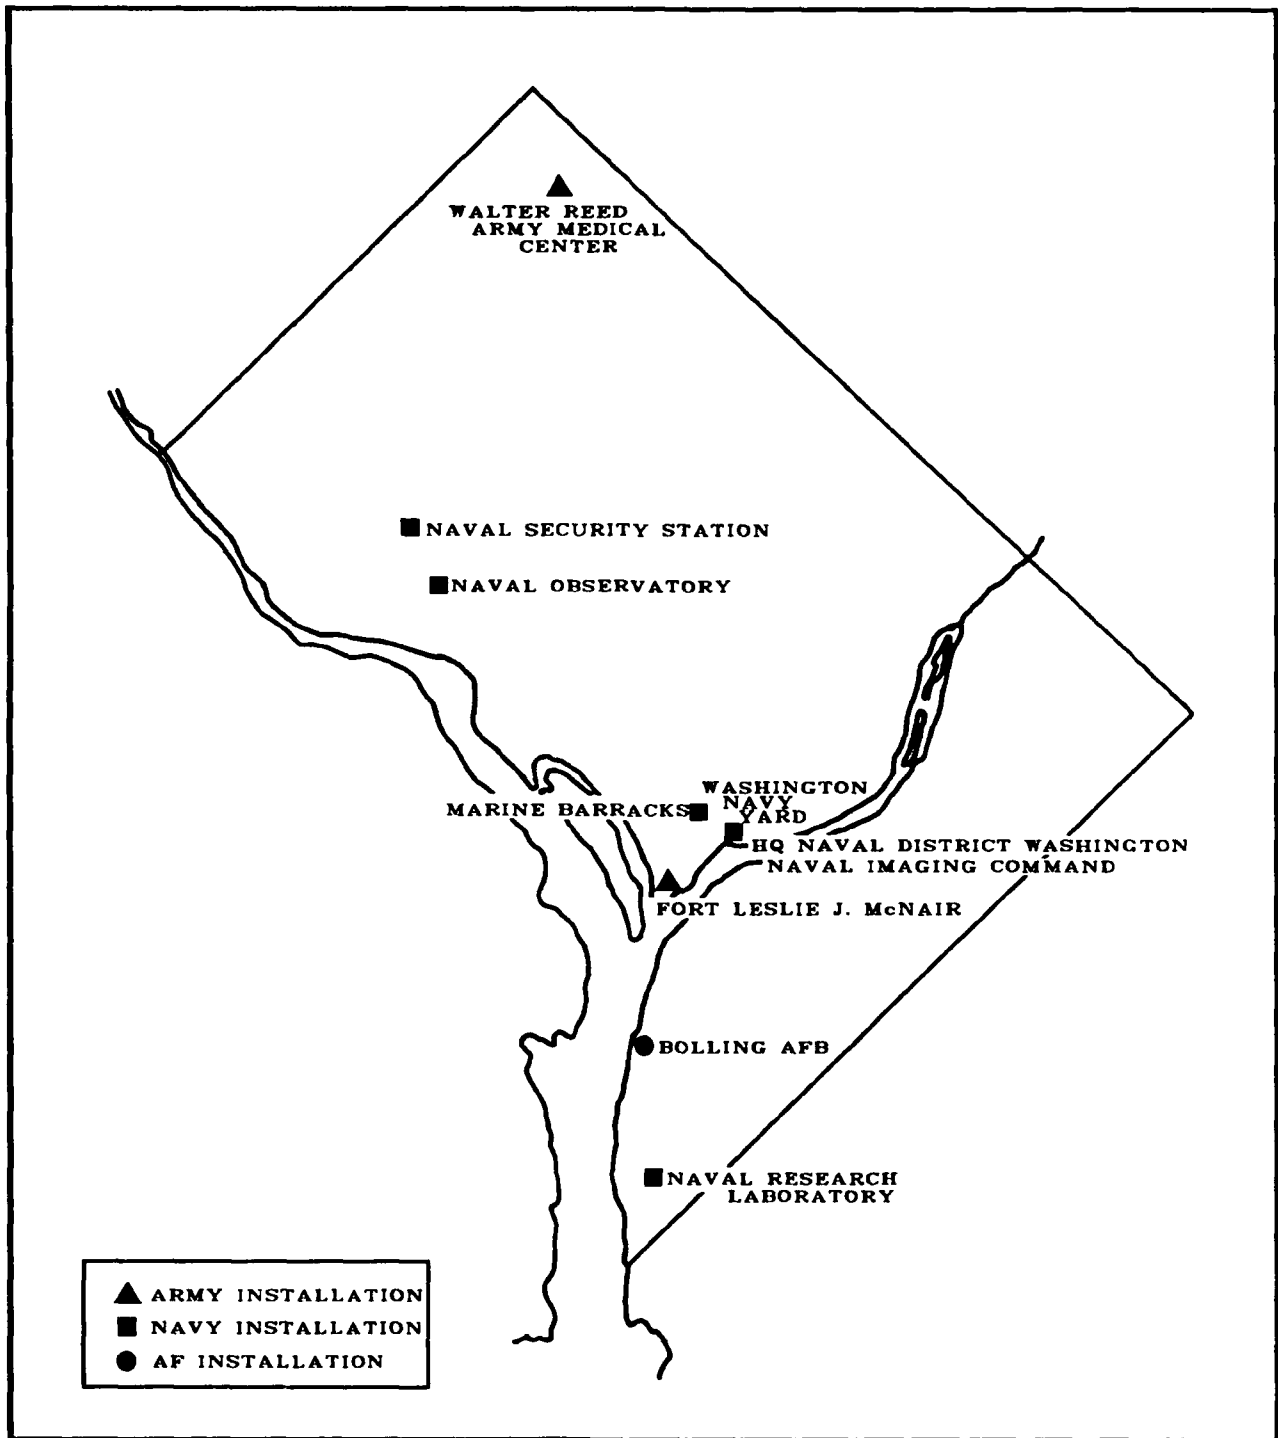 WALTER REED
ARMY MEDICAL
CENTER
NAVAL SECURITY STATION
NAVAL OBSERVATORY
WASHINGTON
NAVY
YARD
MARINE BARRACKS
HQ NAVAL DISTRICT WASHINGTON
NAVAL IMAGING COMMAND
FORT LESLIE J. McNAIR
BOLLING AFB
NAVAL RESEARCH
LABORATORY
ARMY INSTALLATION
NAVY INSTALLATION
AF INSTALLATION